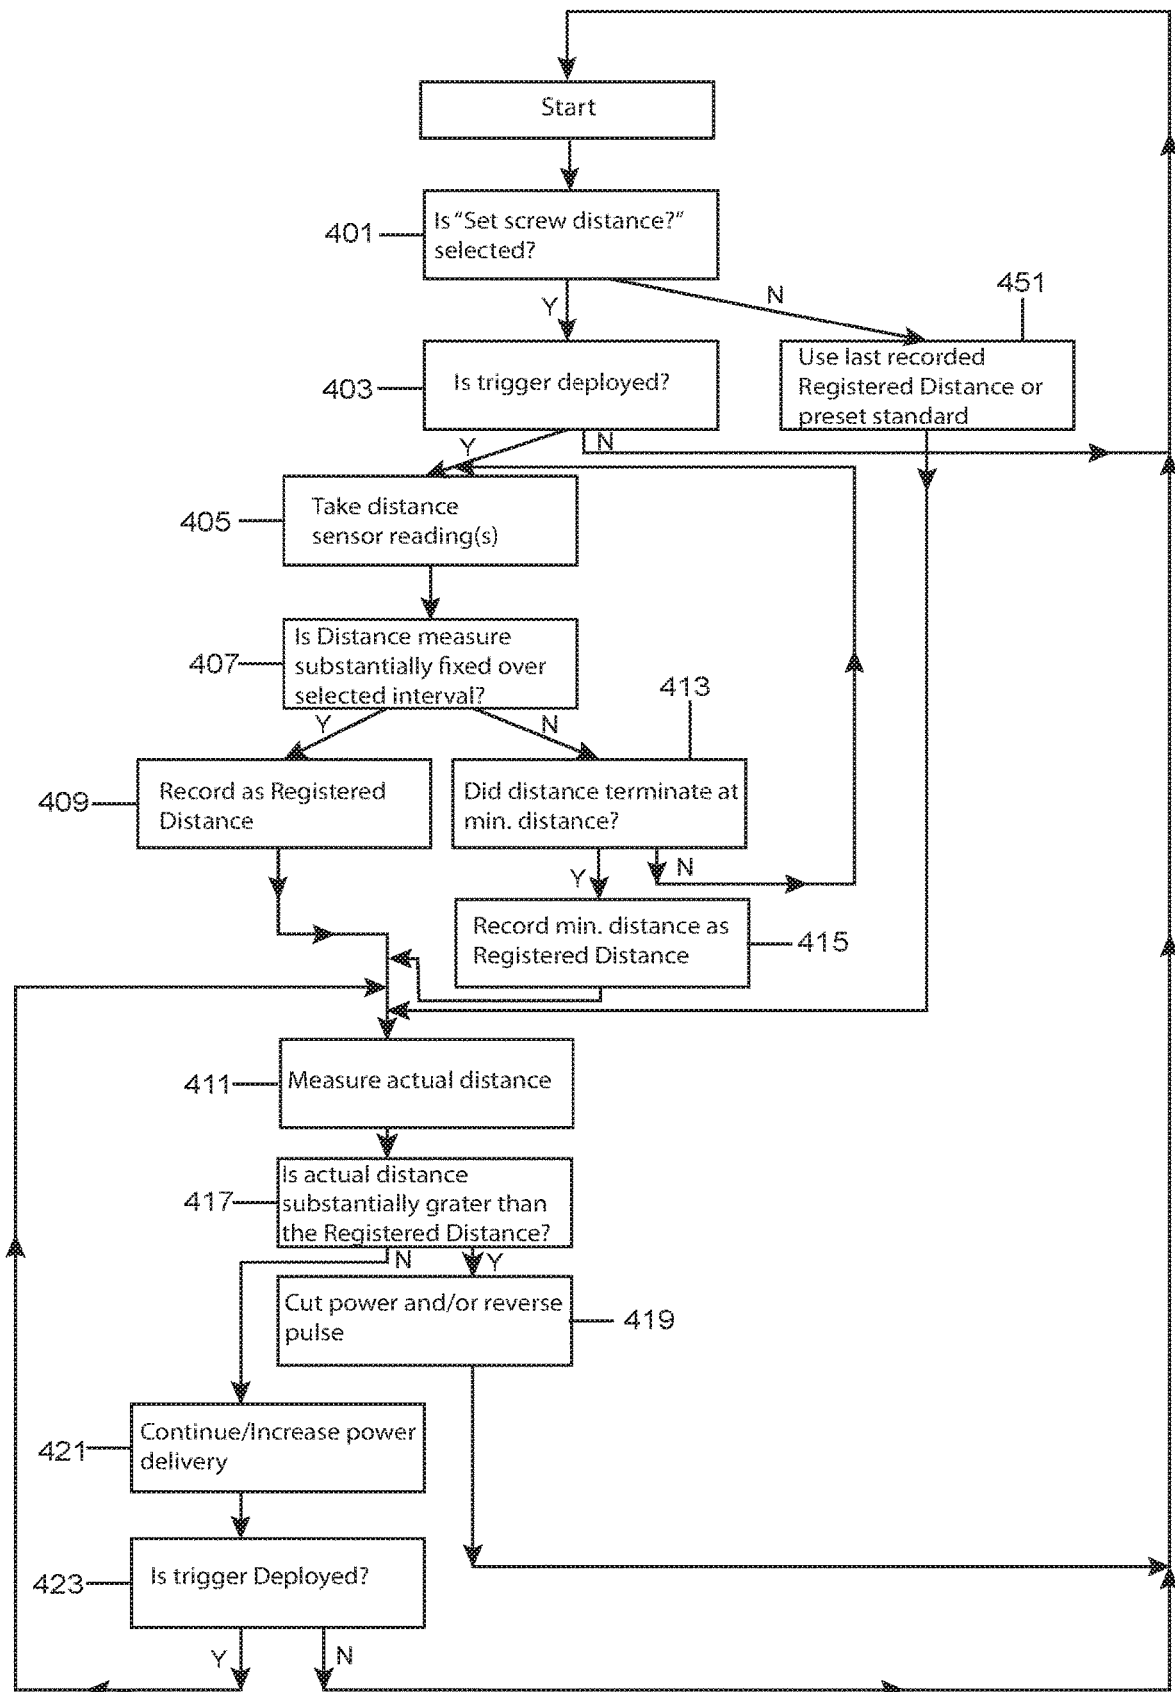 Start
401
Is "Set screw distance?"
selected?
Y
N
451
403
Is trigger deployed?
Use last recorded
Registered Distance or
preset standard
Y
N
405
Take distance
sensor reading(s)
407
Is Distance measure
substantially fixed over
selected interval?
413
Y
N
409
Record as Registered
Distance
Did distance terminate at
min. distance?
Y
N
Record min. distance as
Registered Distance
415
411
Measure actual distance
417
Is actual distance
substantially grater than
the Registered Distance?
N
Y
Cut power and/or reverse
pulse
419
421
Continue/Increase power
delivery
423
Is trigger Deployed?
Y
N